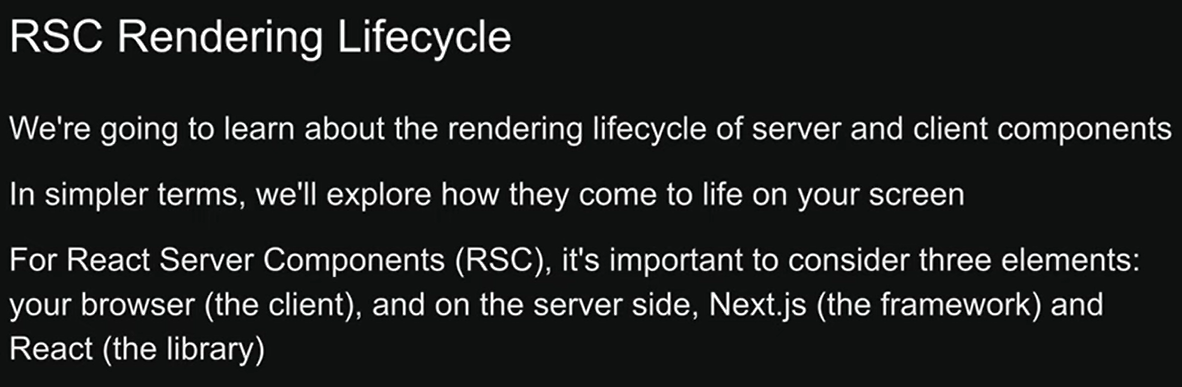 RSC Rendering Lifecycle
We're going to learn about the rendering lifecycle of server and client components
In simpler terms, we'll explore how they come to life on your screen
For React Server Components (RSC), it's important to consider three elements:
your browser (the client), and on the server side, Next.js (the framework) and
React (the library)